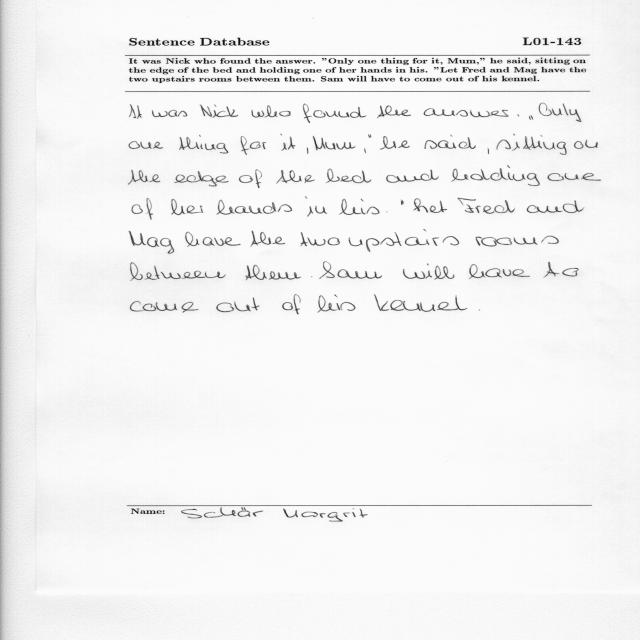 Sentence Database L01-143
It was Nick who found the answer. "Only one thing for it, Mum," he said, sitting on
the edge of the bed and holding one of her hands in his. "Let Fred and Mag have the
two upstairs rooms between them. Sam will have to come out of his kennel.
It was Nick who found the answer. „Only
one thing for it, Mum," he said, sitting on
the edge of the bed and holding one
of her hands in his. "Let Fred and
Mag have the two upstairs rooms
between them. Sam will have to
come out of his kennel.
Name: Schär Margrit